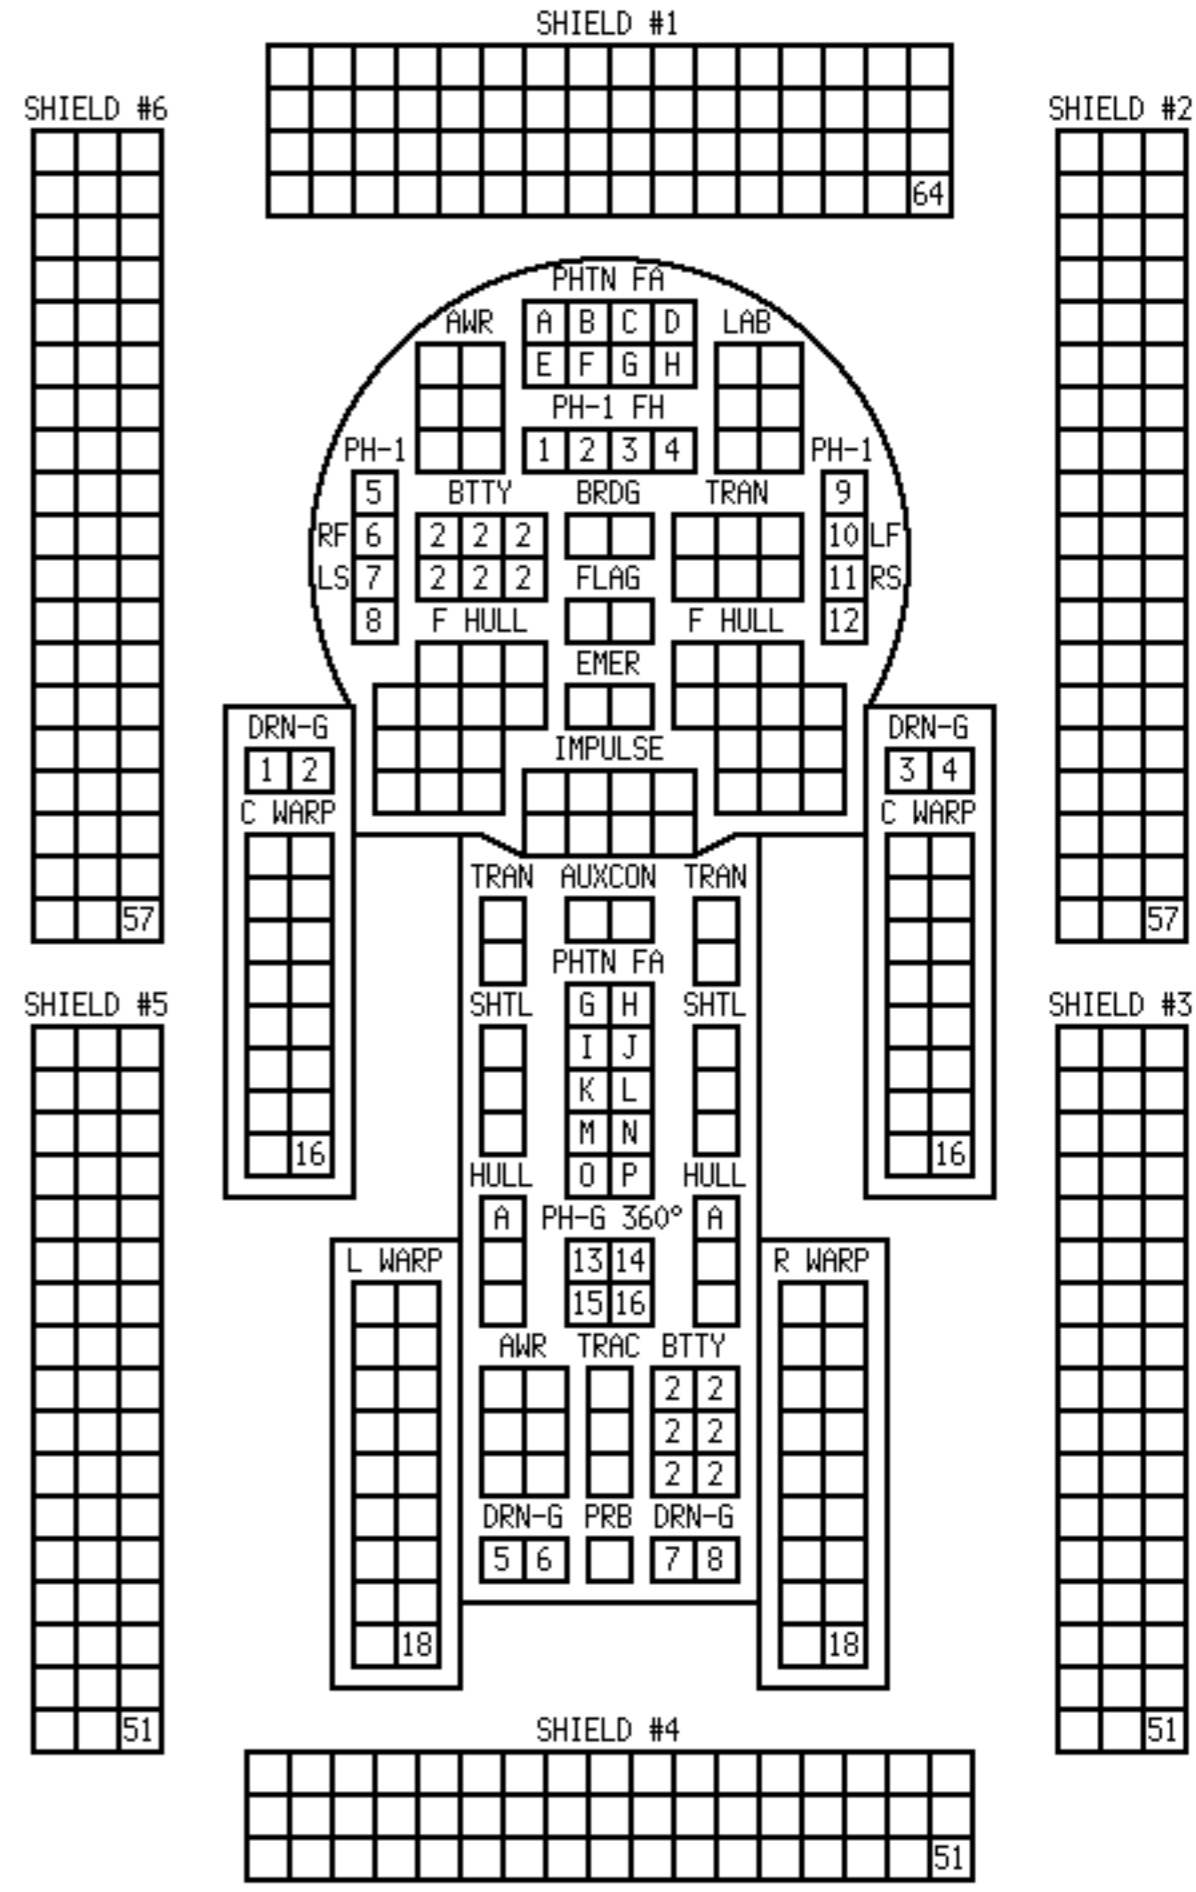 SHIELD #1
64
SHIELD #6
57
SHIELD #2
57
PHTN FA
A B C D
E F G H
AWR
LAB
PH-1 FH
1 2 3 4
PH-1
5
RF 6
LS 7
8
PH-1
9
10 LF
11 RS
12
BTTY
2 2 2
2 2 2
BRDG
TRAN
FLAG
F HULL
F HULL
EMER
IMPULSE
DRN-G
1 2
C WARP
16
DRN-G
3 4
C WARP
16
TRAN AUXCON TRAN
PHTN FA
G H
I J
K L
M N
O P
SHTL
SHTL
HULL
A
HULL
A
PH-G 360°
13 14
15 16
SHIELD #5
51
SHIELD #3
51
L WARP
18
R WARP
18
AWR TRAC BTTY
2 2
2 2
2 2
DRN-G PRB DRN-G
5 6
7 8
SHIELD #4
51